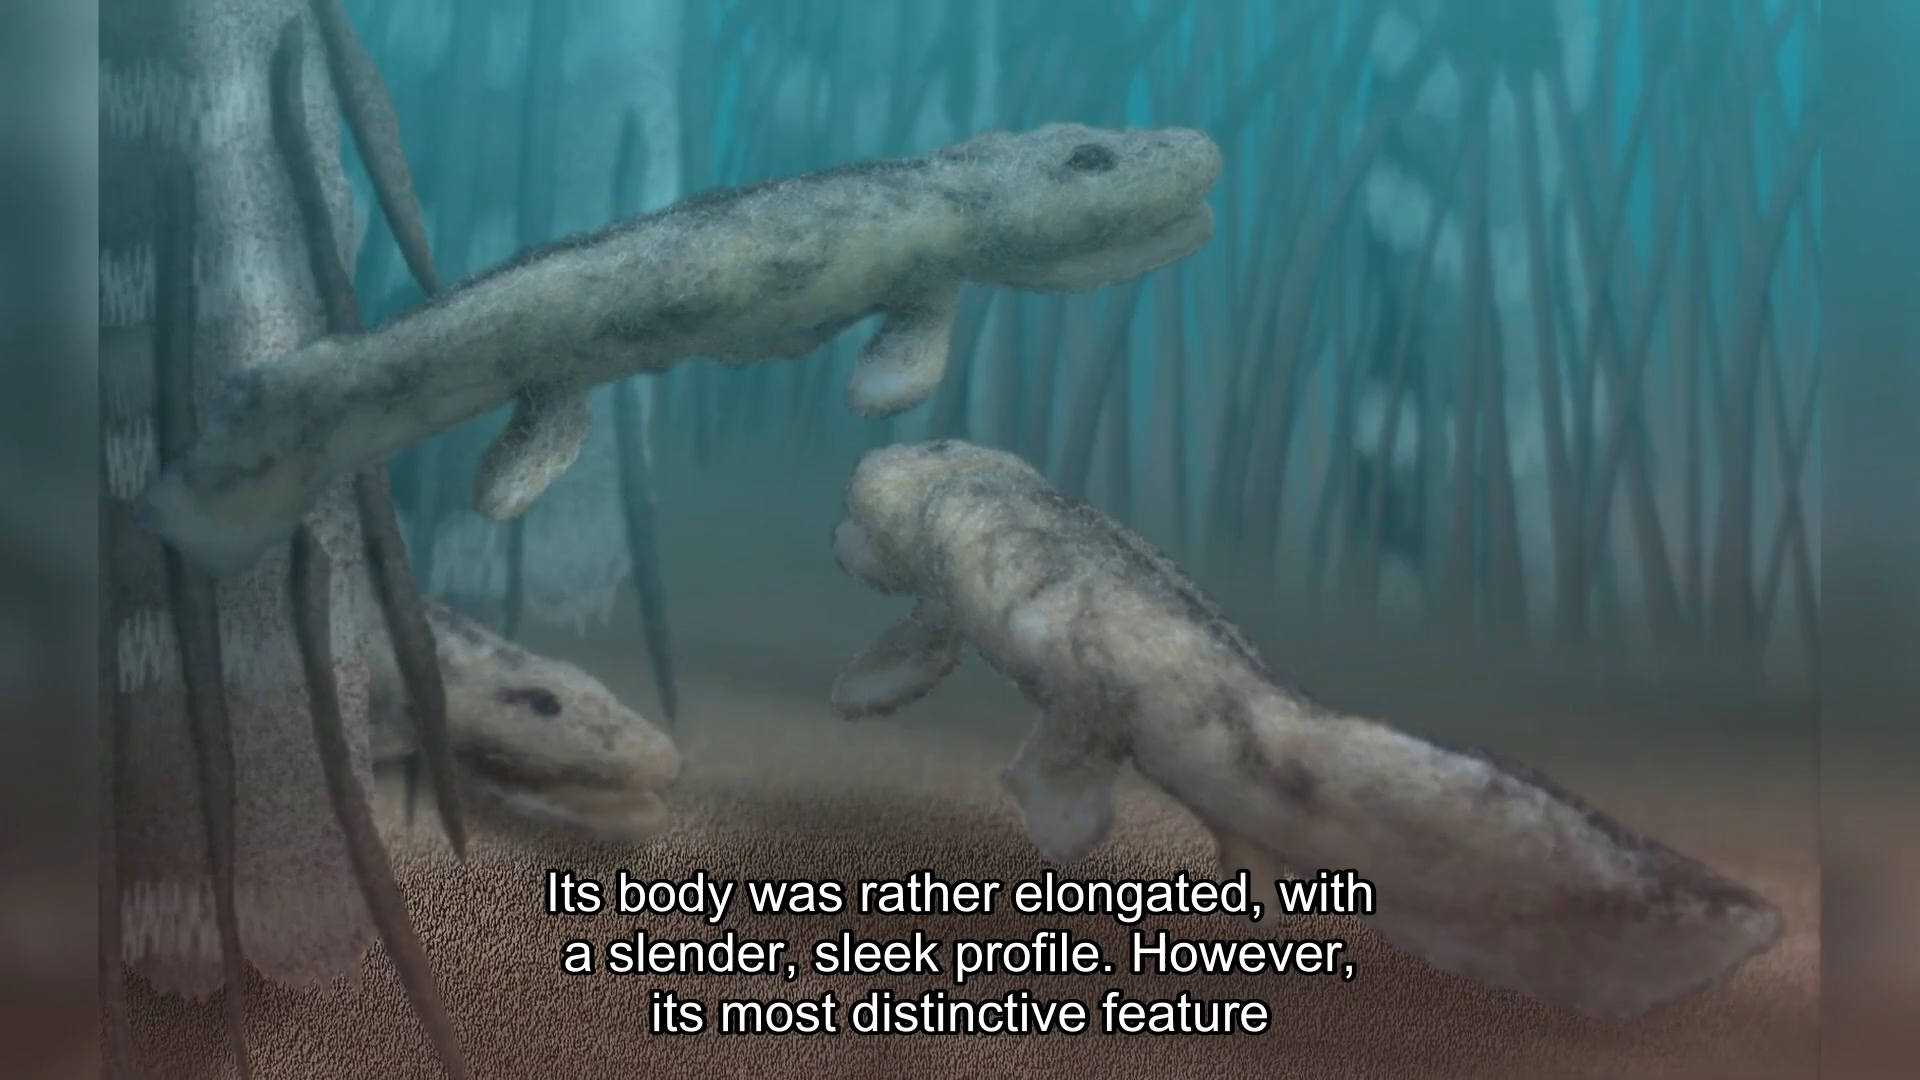 Its body was rather elongated, with
a slender, sleek profile. However,
its most distinctive feature